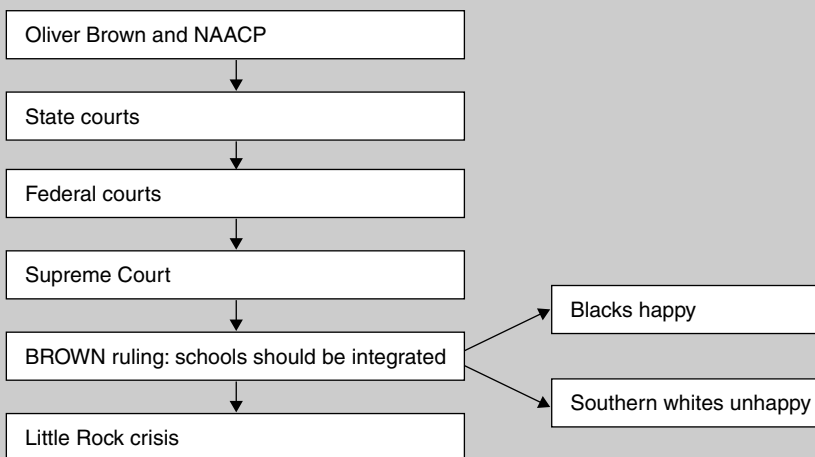 Oliver Brown and NAACP
State courts
Federal courts
Supreme Court
BROWN ruling: schools should be integrated
Blacks happy
Southern whites unhappy
Little Rock crisis